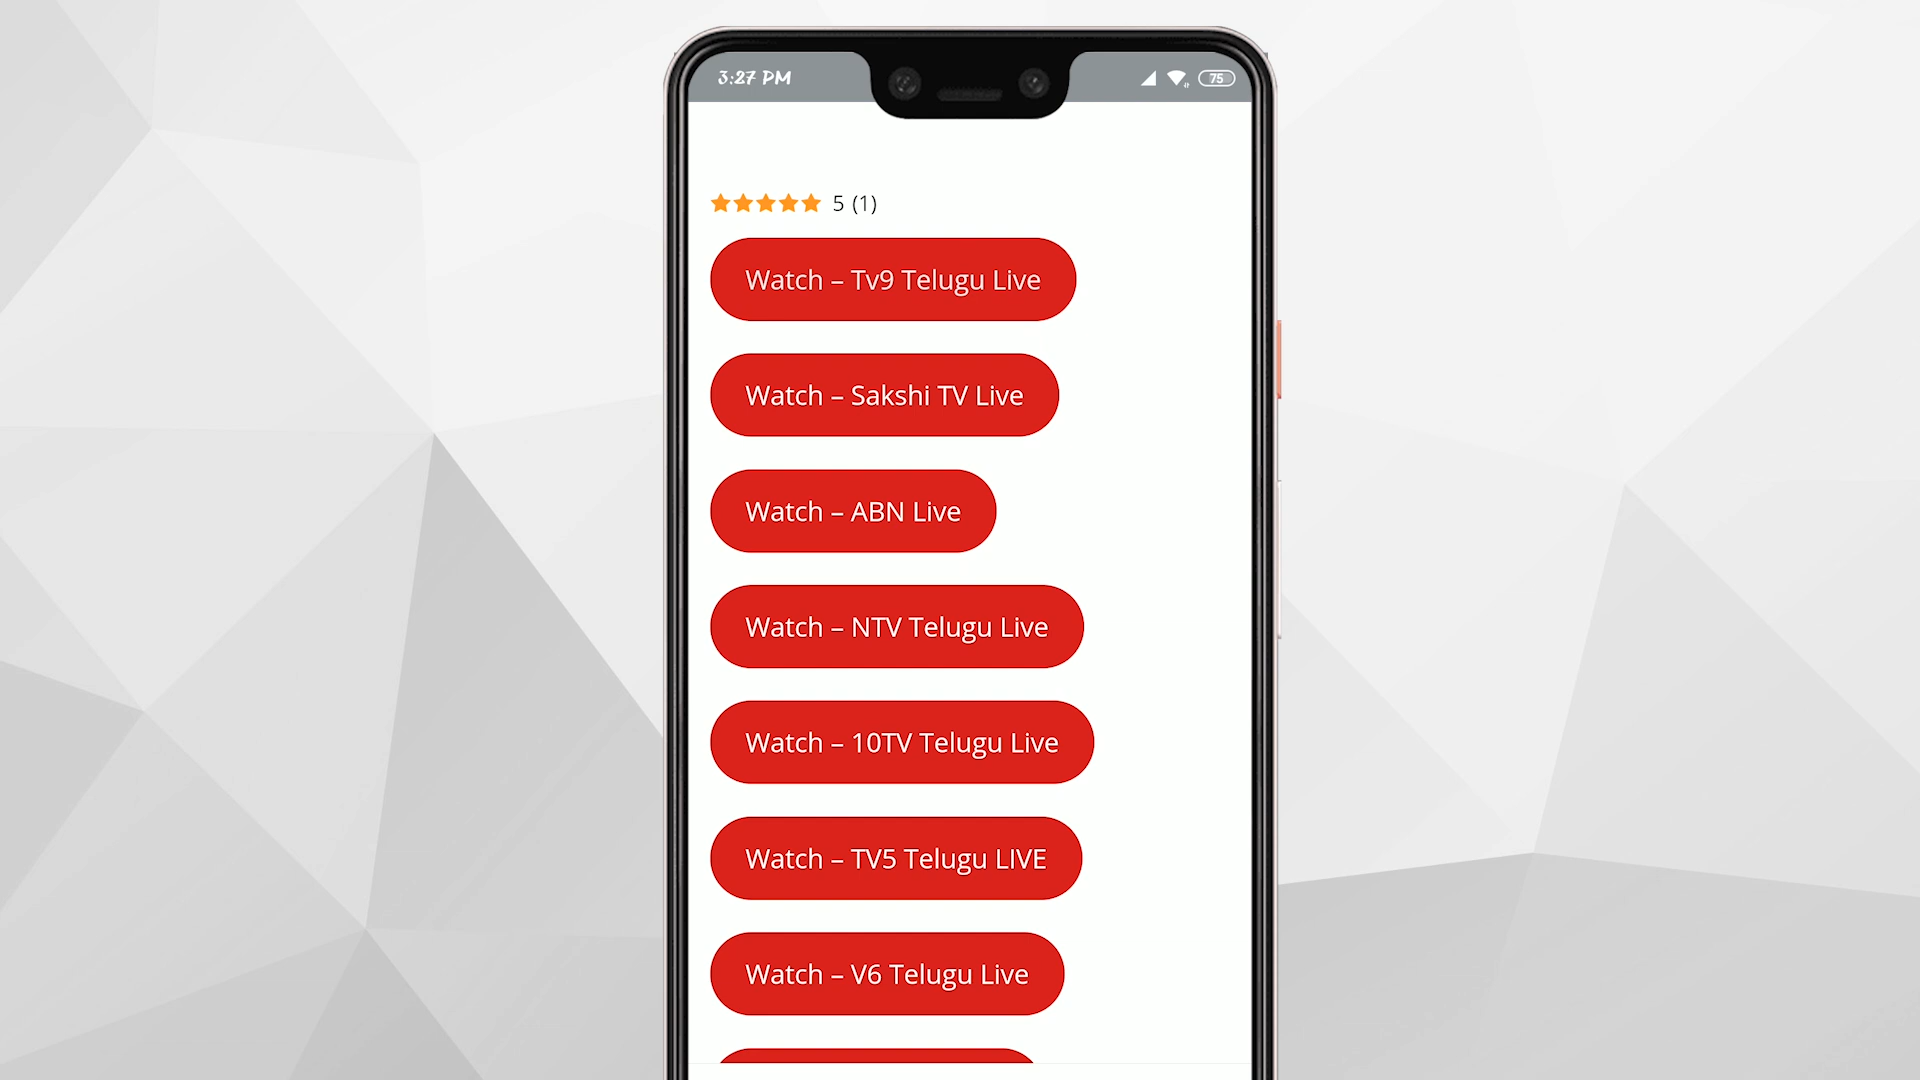 3:27 PM
75
5 (1)
Watch – Tv9 Telugu Live
Watch – Sakshi TV Live
Watch – ABN Live
Watch – NTV Telugu Live
Watch – 10TV Telugu Live
Watch – TV5 Telugu LIVE
Watch – V6 Telugu Live